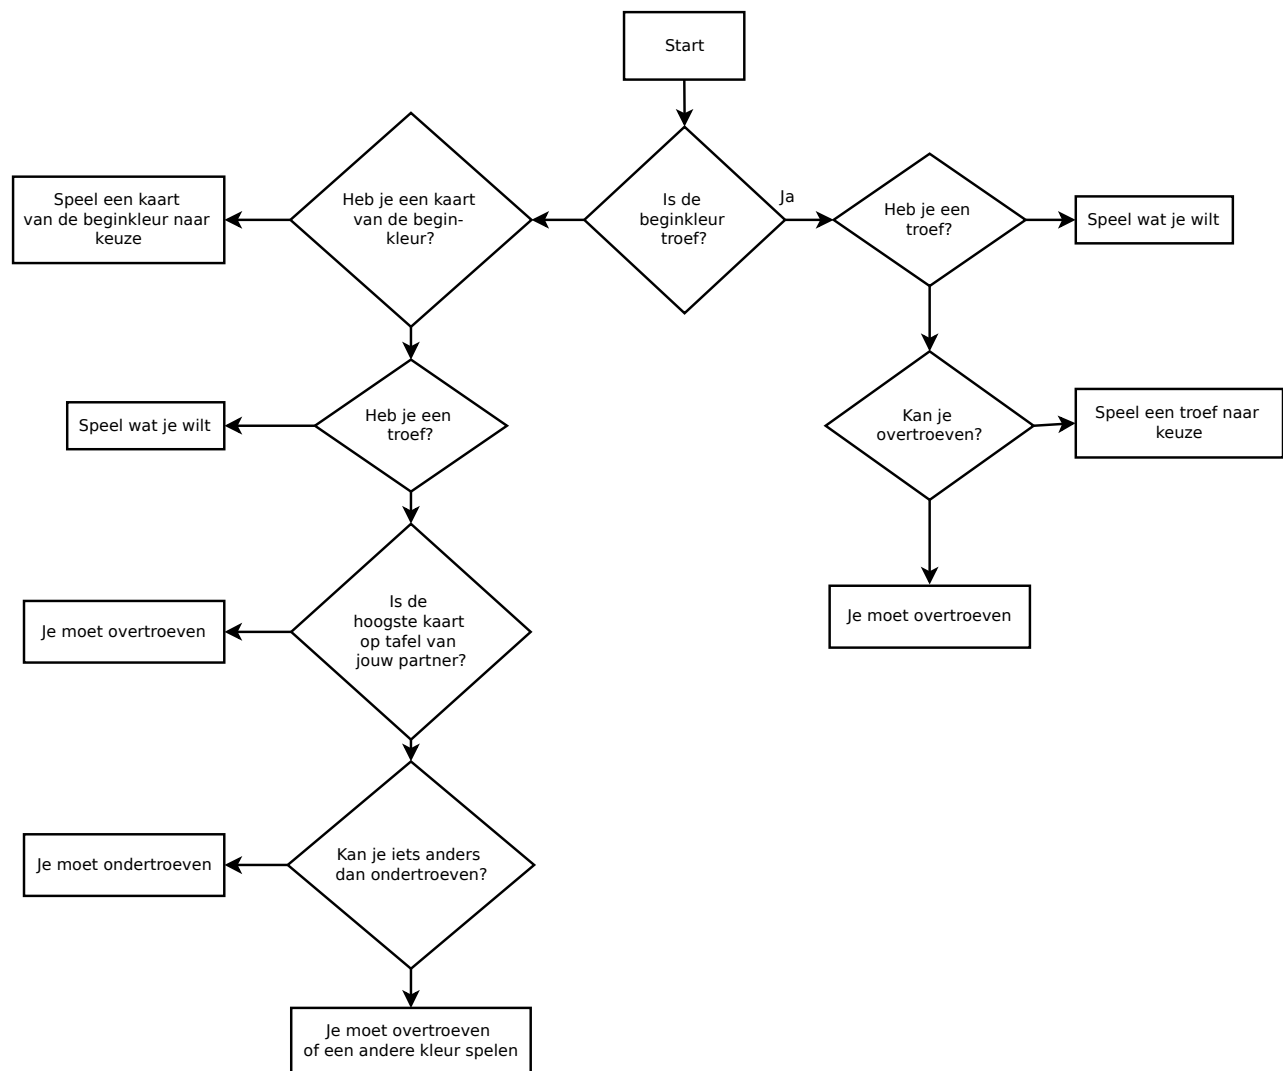 Start
Heb je een kaart
van de begin-
kleur?
Speel een kaart
van de beginkleur naar
keuze
Is de
beginkleur
troef?
Ja
Heb je een
troef?
Speel wat je wilt
Speel wat je wilt
Heb je een
troef?
Kan je
overtroeven?
Speel een troef naar
keuze
Je moet overtroeven
Is de
hoogste kaart
op tafel van
jouw partner?
Je moet overtroeven
Je moet ondertroeven
Kan je iets anders
dan ondertroeven?
Je moet overtroeven
of een andere kleur spelen